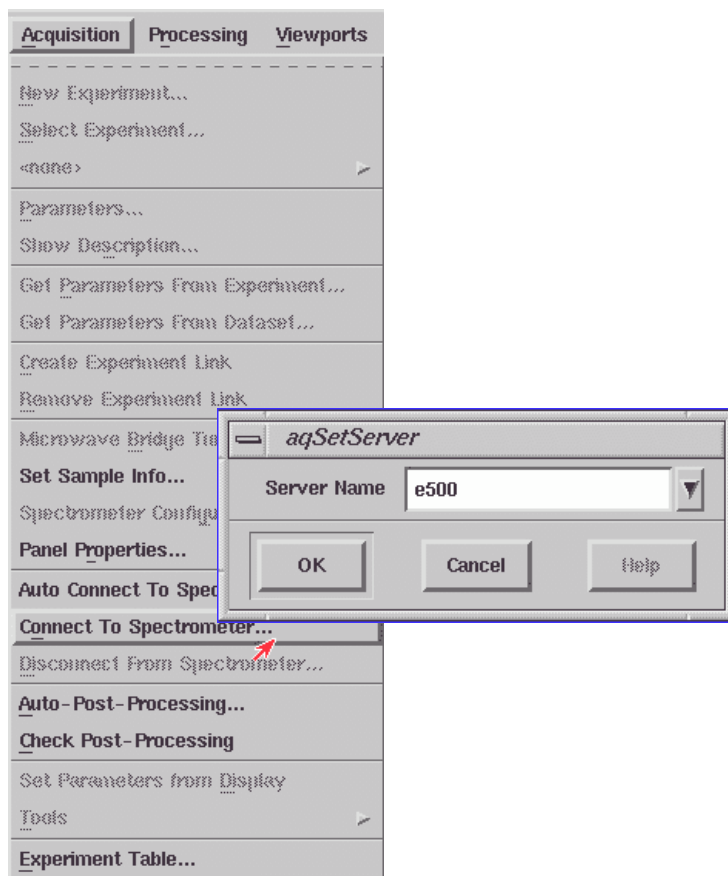 Acquisition Processing Viewports
New Experiment...
Select Experiment...
<none>
Parameters...
Show Description...
Get Parameters From Experiment...
Get Parameters From Dataset...
Create Experiment Link
Remove Experiment Link
Microwave Bridge Tu
Set Sample Info...
Spectrometer Configu
Panel Properties...
Auto Connect To Spec
Connect To Spectrometer...
Disconnect From Spectrometer...
Auto-Post-Processing...
Check Post-Processing
Set Parameters from Display
Tools
Experiment Table...
aqSetServer
Server Name e500
OK Cancel Help